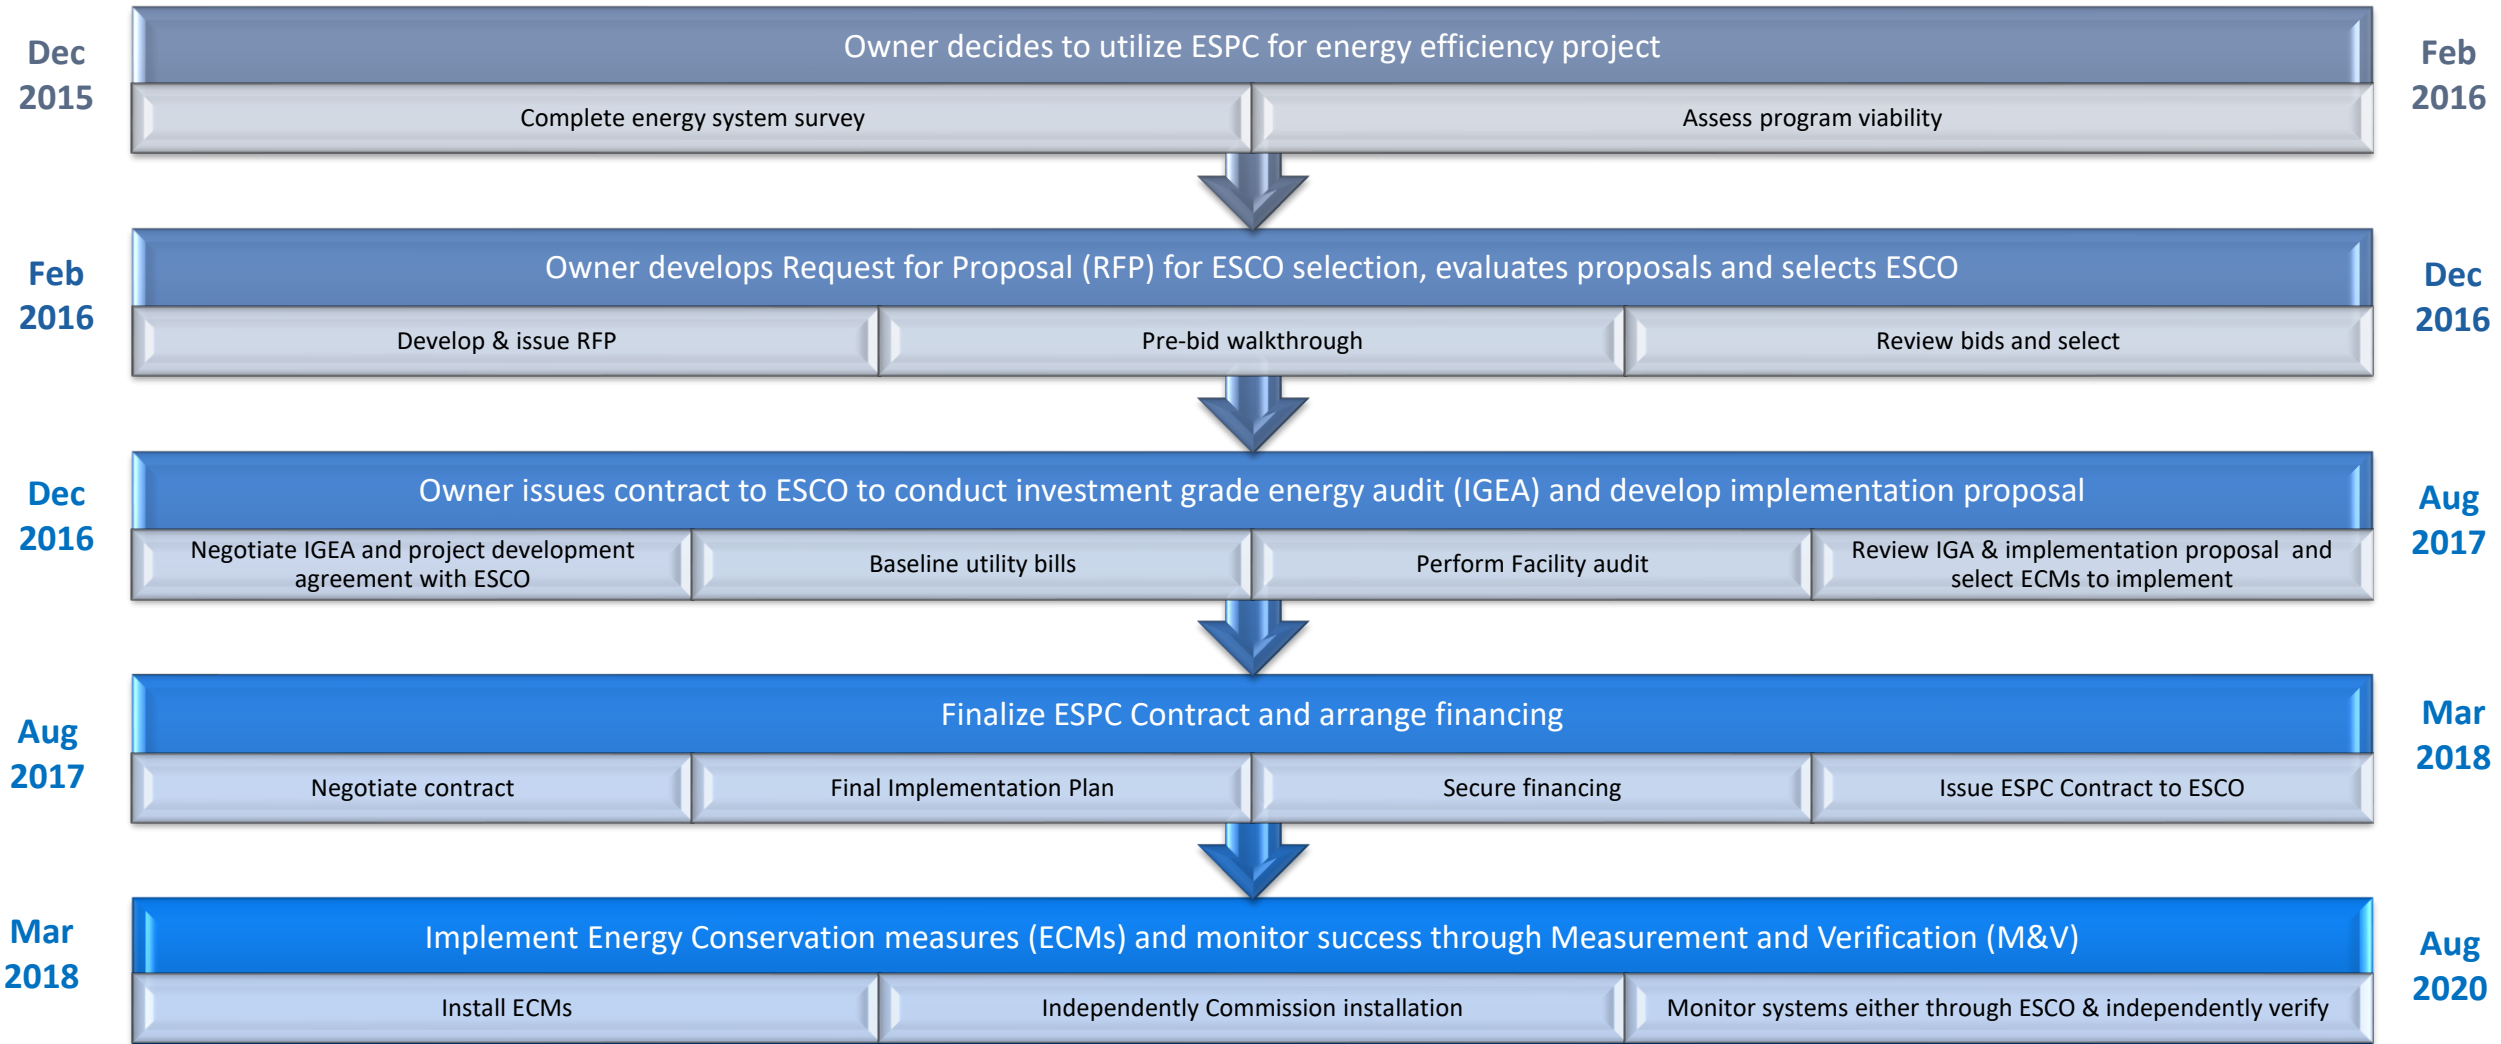 Dec
2015
Owner decides to utilize ESPC for energy efficiency project
Feb
2016
Complete energy system survey
Assess program viability
Feb
2016
Owner develops Request for Proposal (RFP) for ESCO selection, evaluates proposals and selects ESCO
Dec
2016
Develop & issue RFP
Pre-bid walkthrough
Review bids and select
Dec
2016
Owner issues contract to ESCO to conduct investment grade energy audit (IGEA) and develop implementation proposal
Aug
2017
Negotiate IGEA and project development
agreement with ESCO
Baseline utility bills
Perform Facility audit
Review IGA & implementation proposal and
select ECMs to implement
Aug
2017
Finalize ESPC Contract and arrange financing
Mar
2018
Negotiate contract
Final Implementation Plan
Secure financing
Issue ESPC Contract to ESCO
Mar
2018
Implement Energy Conservation measures (ECMs) and monitor success through Measurement and Verification (M&V)
Aug
2020
Install ECMs
Independently Commission installation
Monitor systems either through ESCO & independently verify